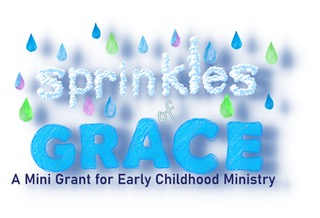 sprinkles
of
GRACE
A Mini Grant for Early Childhood Ministry